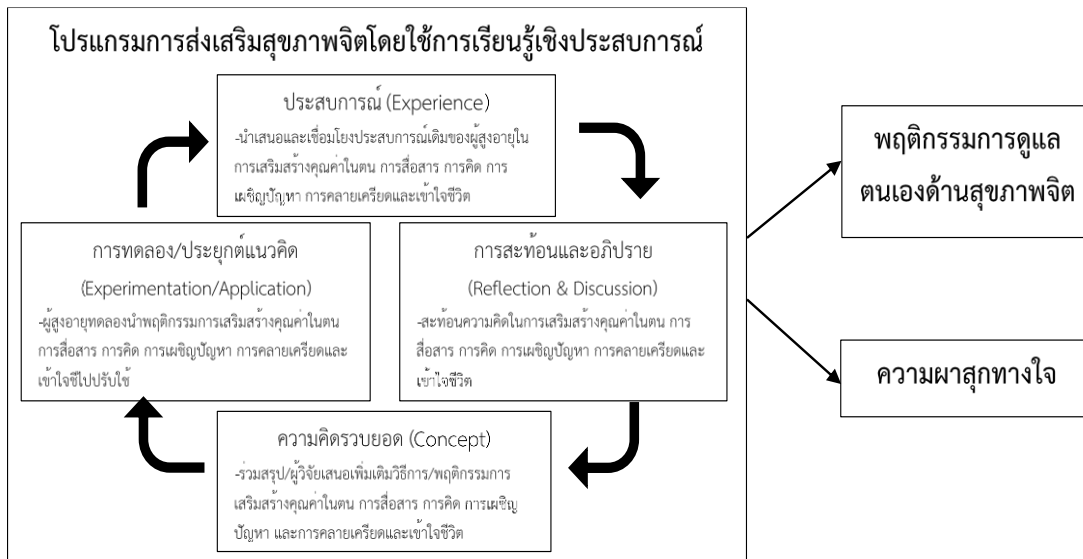 โปรแกรมการส่งเสริมสุขภาพจิตโดยใช้การเรียนรู้เชิงประสบการณ์
ประสบการณ์ (Experience)
-นำเสนอและเชื่อมโยงประสบการณ์เดิมของผู้สูงอายุใน
การเสริมสร้างคุณค่าในตน การสื่อสาร การคิด การ
เผชิญปัญหา การคลายเครียดและเข้าใจชีวิต
การทดลอง/ประยุกต์แนวคิด
(Experimentation/Application)
-ผู้สูงอายุทดลองนำพฤติกรรมการเสริมสร้างคุณค่าในตน
การสื่อสาร การคิด การเผชิญปัญหา การคลายเครียดและ
เข้าใจชีไปปรับใช้
การสะท้อนและอภิปราย
(Reflection & Discussion)
-สะท้อนความคิดในการเสริมสร้างคุณค่าในตน การ
สื่อสาร การคิด การเผชิญปัญหา การคลายเครียดและ
เข้าใจชีวิต
ความคิดรวบยอด (Concept)
-ร่วมสรุป/ผู้วิจัยเสนอเพิ่มเติมวิธีการ/พฤติกรรมการ
เสริมสร้างคุณค่าในตน การสื่อสาร การคิด การเผชิญ
ปัญหา และการคลายเครียดและเข้าใจชีวิต
พฤติกรรมการดูแล
ตนเองด้านสุขภาพจิต
ความผาสุกทางใจ